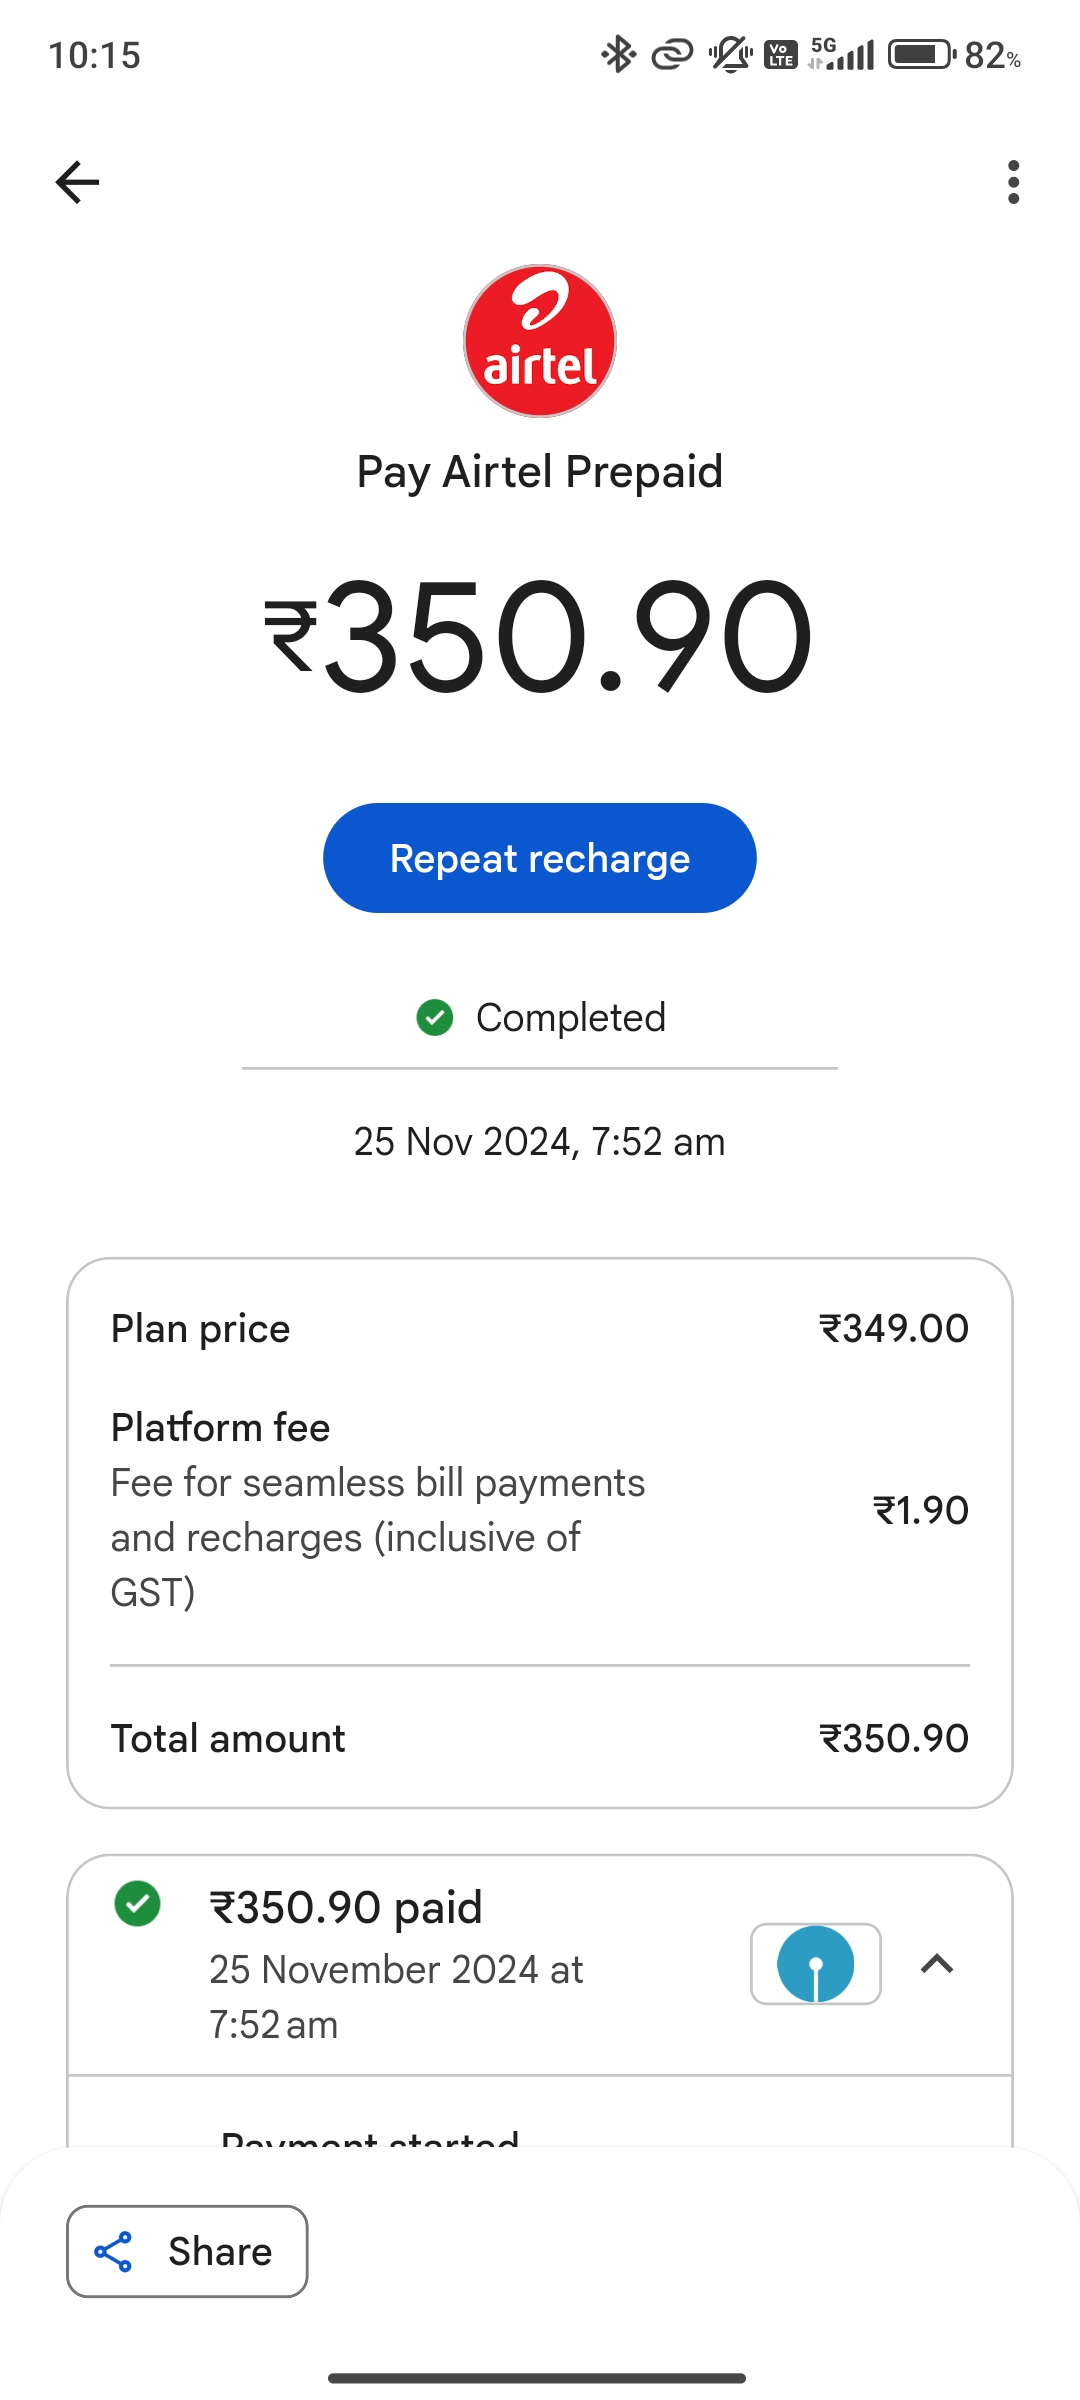 10:15
Vo
LTE
5G
82%
airtel
Pay Airtel Prepaid
₹350.90
Repeat recharge
Completed
25 Nov 2024, 7:52 am
Plan price
₹349.00
Platform fee
Fee for seamless bill payments
and recharges (inclusive of
GST)
₹1.90
Total amount
₹350.90
₹350.90 paid
25 November 2024 at
7:52 am
Payment started
Share